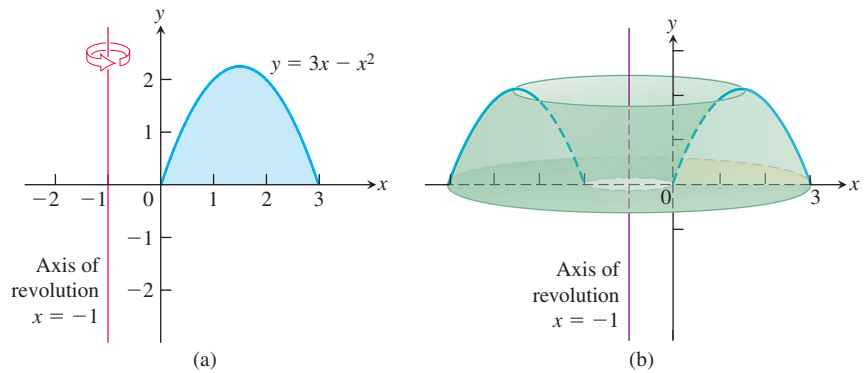 y
y = 3x − x²
2
1
−2 −1 0 1 2 3 x
−1
−2
Axis of
revolution
x = −1
(a)
y
0 3 x
Axis of
revolution
x = −1
(b)